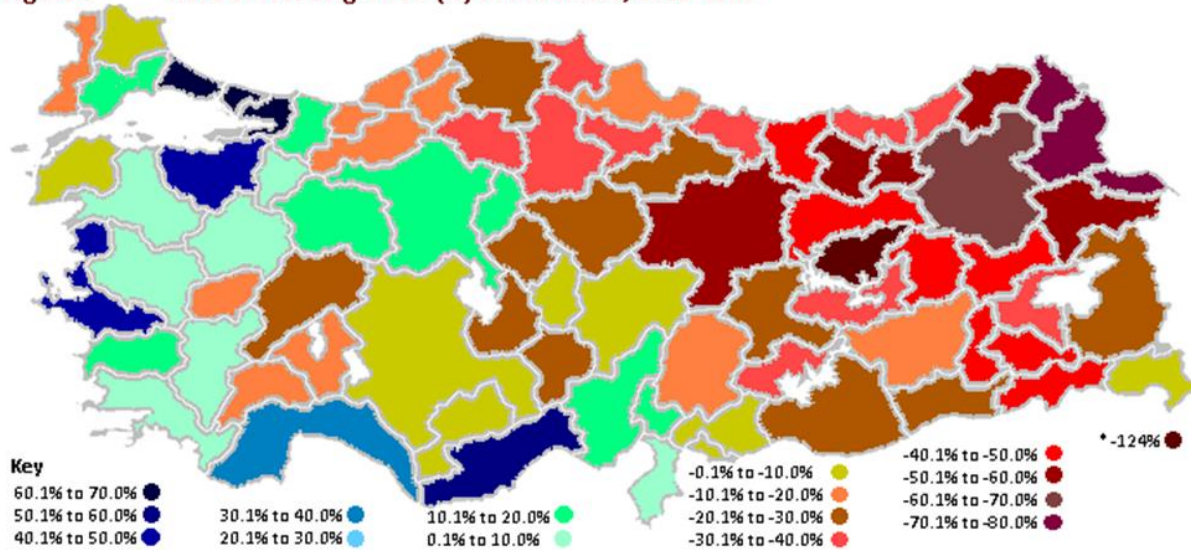 Key
60.1% to 70.0%
50.1% to 60.0%
40.1% to 50.0%
30.1% to 40.0%
20.1% to 30.0%
10.1% to 20.0%
0.1% to 10.0%
-0.1% to -10.0%
-10.1% to -20.0%
-20.1% to -30.0%
-30.1% to -40.0%
-40.1% to -50.0%
-50.1% to -60.0%
-60.1% to -70.0%
-70.1% to -80.0%
* -124%